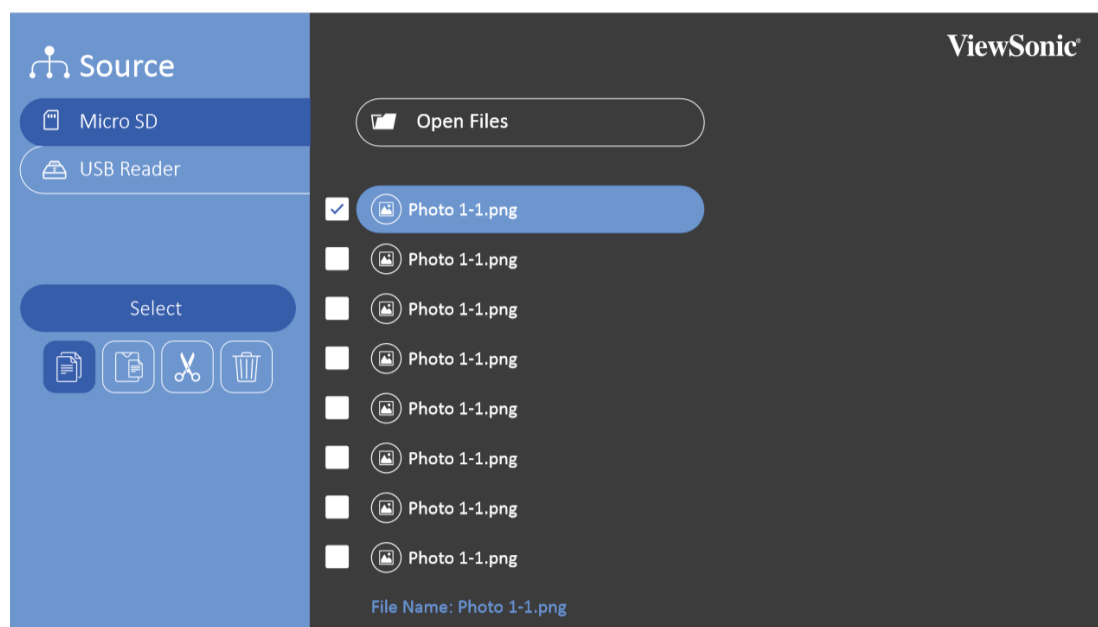 Source
Micro SD
USB Reader
Select
ViewSonic®
Open Files
Photo 1-1.png
Photo 1-1.png
Photo 1-1.png
Photo 1-1.png
Photo 1-1.png
Photo 1-1.png
Photo 1-1.png
Photo 1-1.png
File Name: Photo 1-1.png